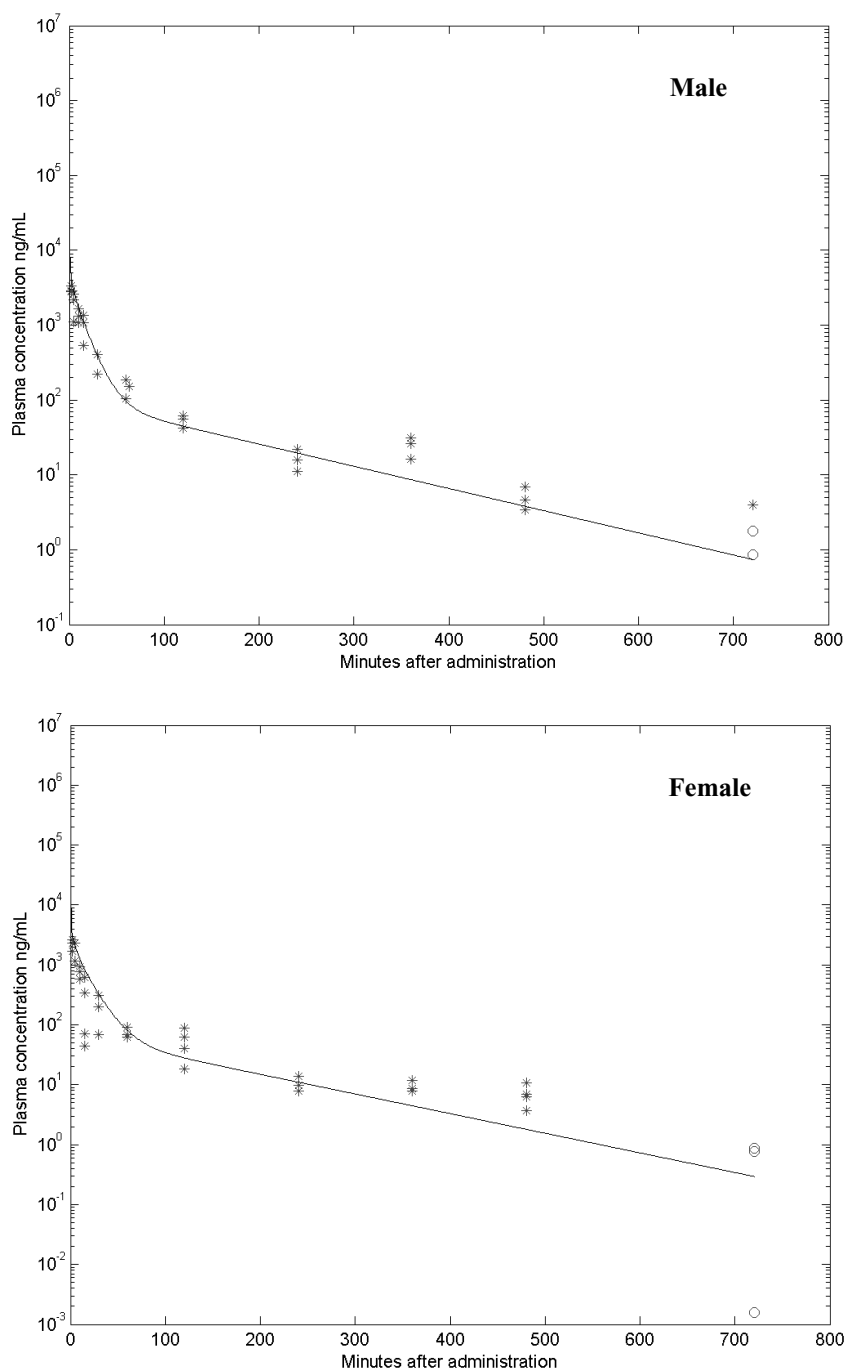 10^7
Male
10^6
10^5
Plasma concentration ng/mL
10^4
10^3
10^2
10^1
10^0
10^-1
0 100 200 300 400 500 600 700 800
Minutes after administration
10^7
Female
10^6
10^5
10^4
Plasma concentration ng/mL
10^3
10^2
10^1
10^0
10^-1
10^-2
10^-3
0 100 200 300 400 500 600 700 800
Minutes after administration